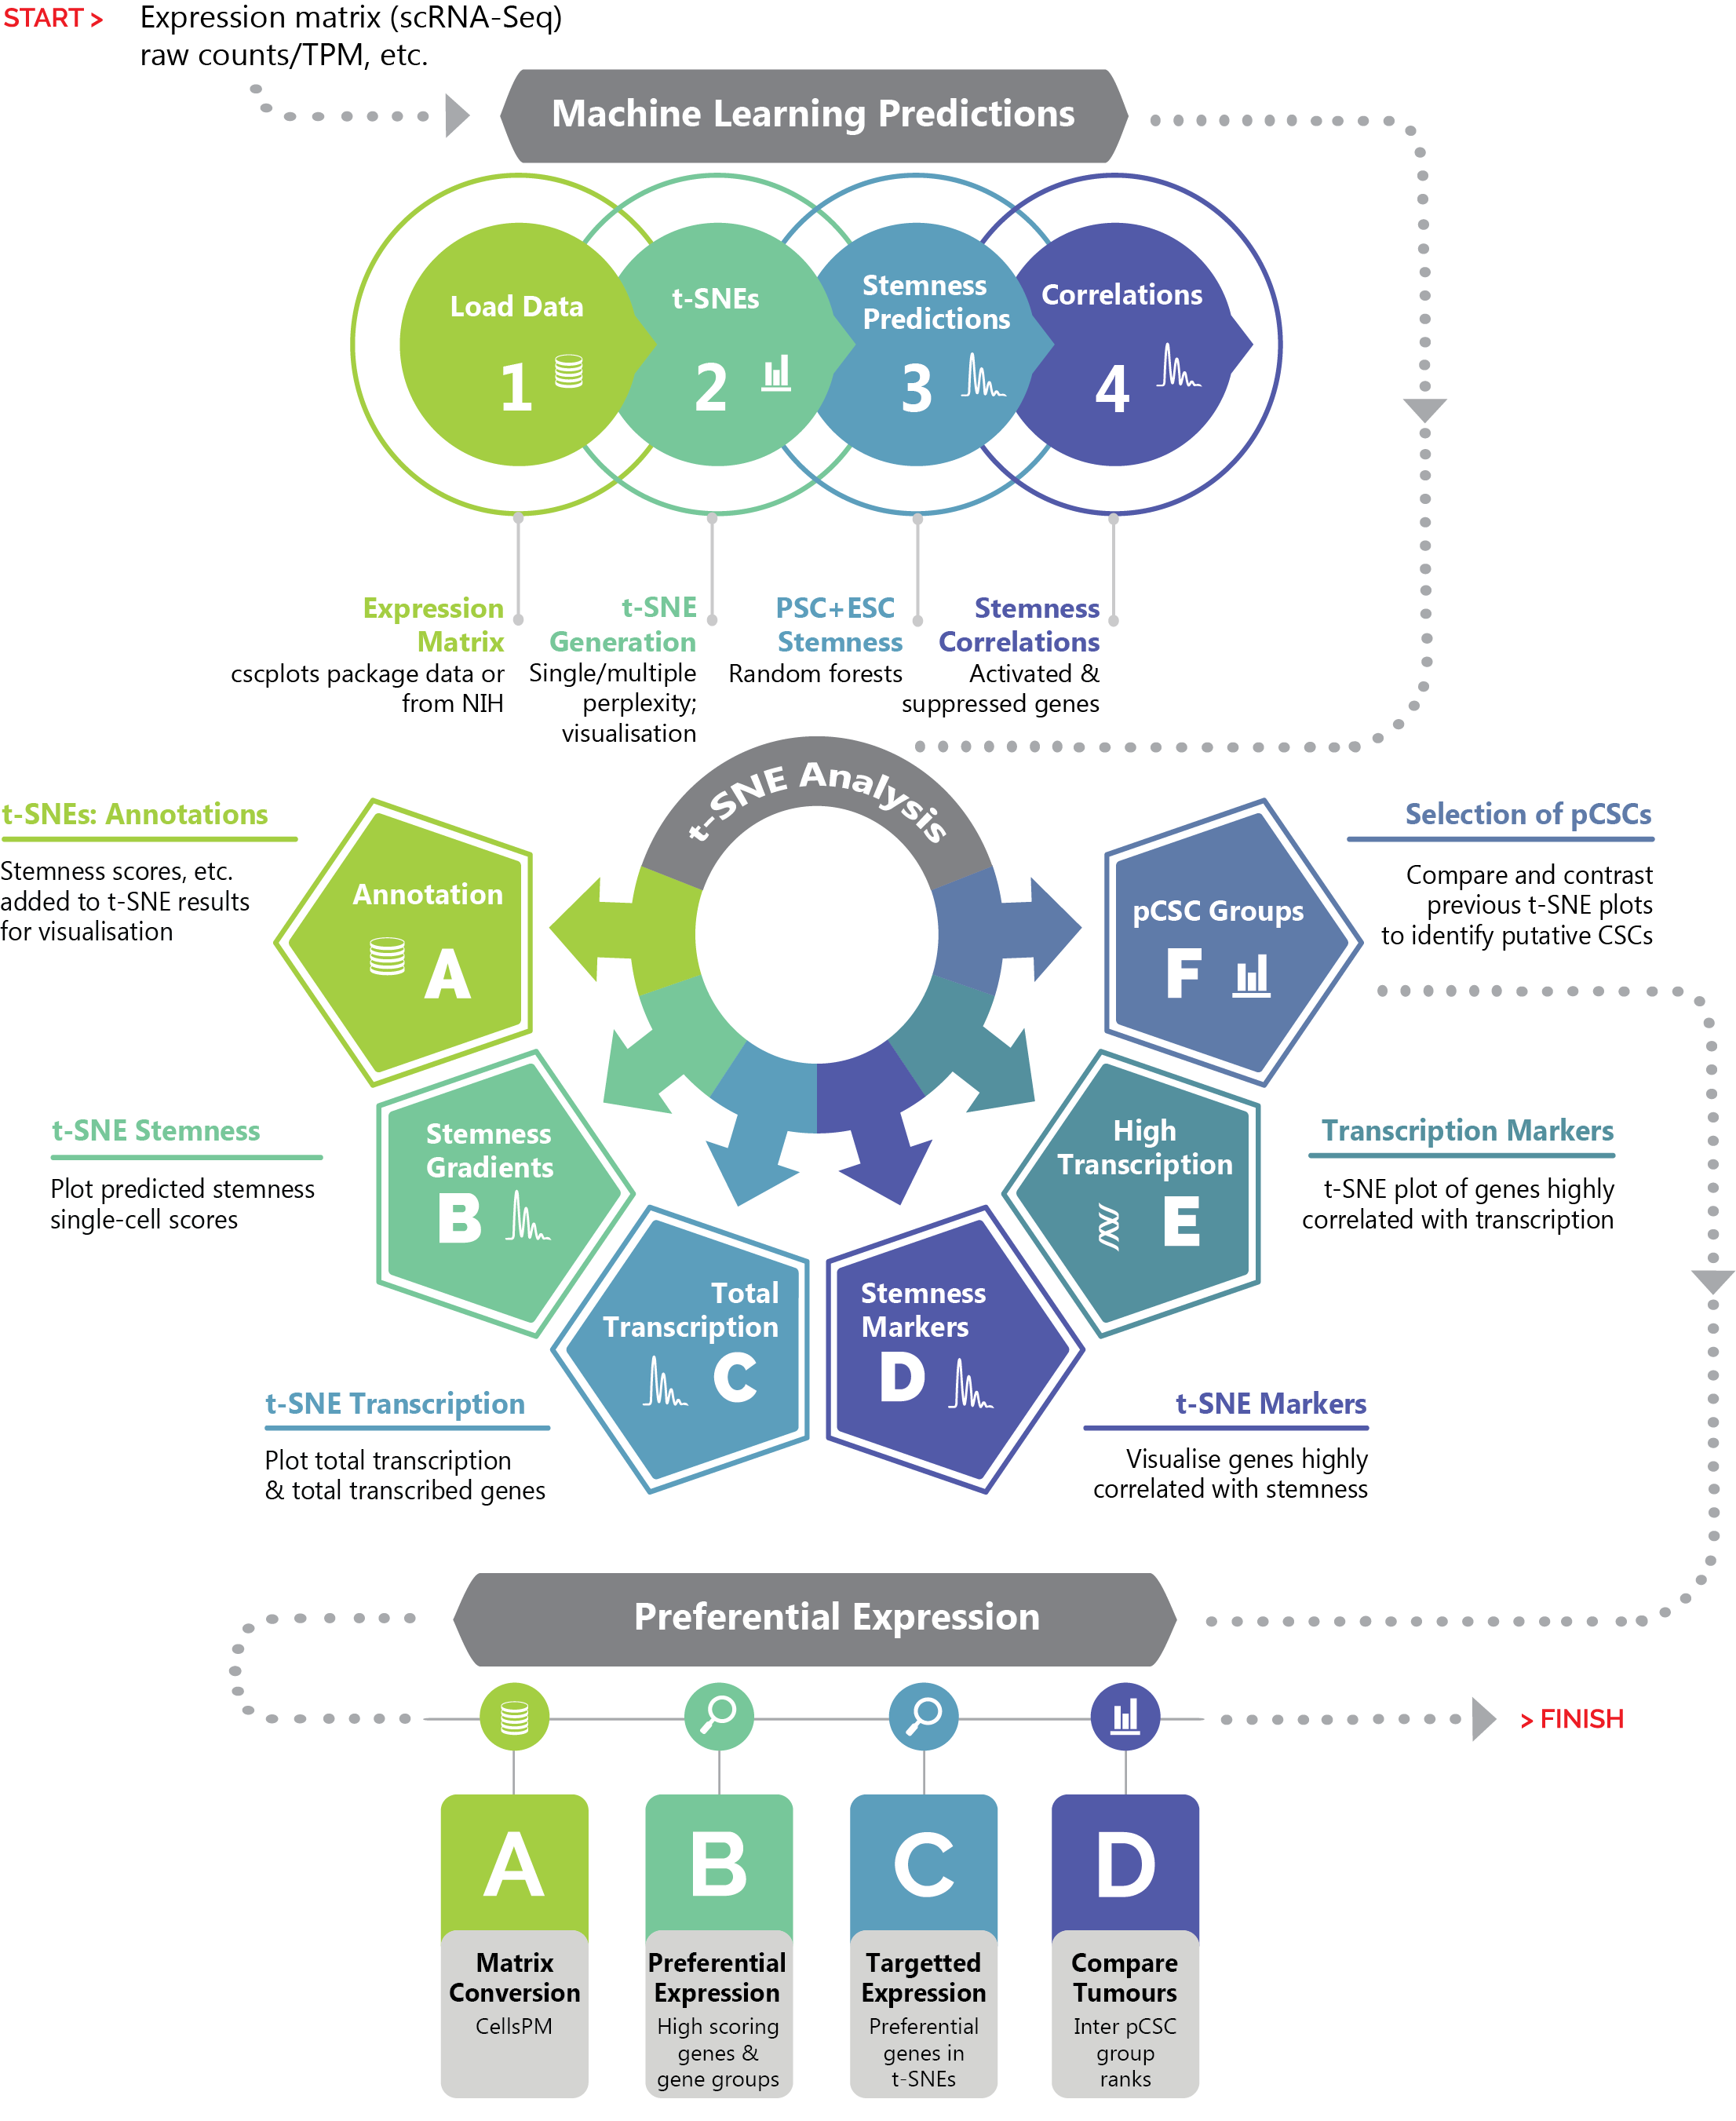 START >
Expression matrix (scRNA-Seq)
raw counts/TPM, etc.
Machine Learning Predictions
Load Data
1
t-SNEs
2
Stemness
Predictions
3
Correlations
4
Expression
Matrix
cscplots package data or
from NIH
t-SNE
Generation
Single/multiple
perplexity;
visualisation
PSC+ESC
Stemness
Random forests
Stemness
Correlations
Activated &
suppressed genes
t-SNE Analysis
t-SNEs: Annotations
Stemness scores, etc.
added to t-SNE results
for visualisation
Annotation
A
t-SNE Stemness
Plot predicted stemness
single-cell scores
Stemness
Gradients
B
t-SNE Transcription
Plot total transcription
& total transcribed genes
Total
Transcription
C
Stemness
Markers
D
t-SNE Markers
Visualise genes highly
correlated with stemness
High
Transcription
E
Transcription Markers
t-SNE plot of genes highly
correlated with transcription
pCSC Groups
F
Selection of pCSCs
Compare and contrast
previous t-SNE plots
to identify putative CSCs
Preferential Expression
> FINISH
A
Matrix
Conversion
CellsPM
B
Preferential
Expression
High scoring
genes &
gene groups
C
Targetted
Expression
Preferential
genes in
t-SNEs
D
Compare
Tumours
Inter pCSC
group
ranks